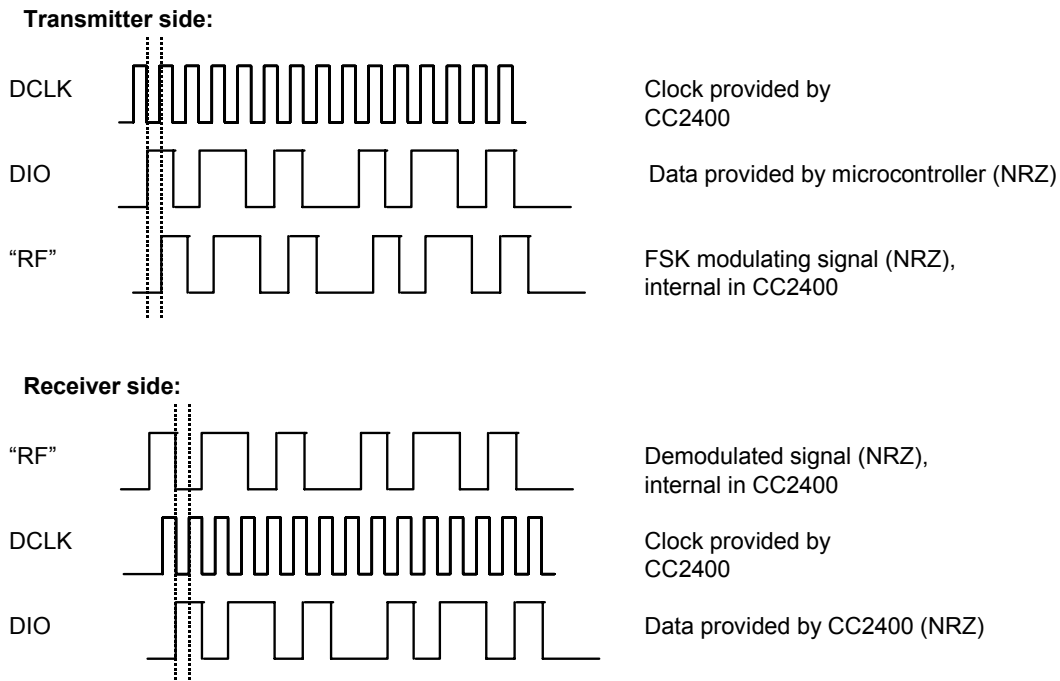 Transmitter side:
DCLK
Clock provided by
CC2400
DIO
Data provided by microcontroller (NRZ)
“RF”
FSK modulating signal (NRZ),
internal in CC2400
Receiver side:
“RF”
Demodulated signal (NRZ),
internal in CC2400
DCLK
Clock provided by
CC2400
DIO
Data provided by CC2400 (NRZ)